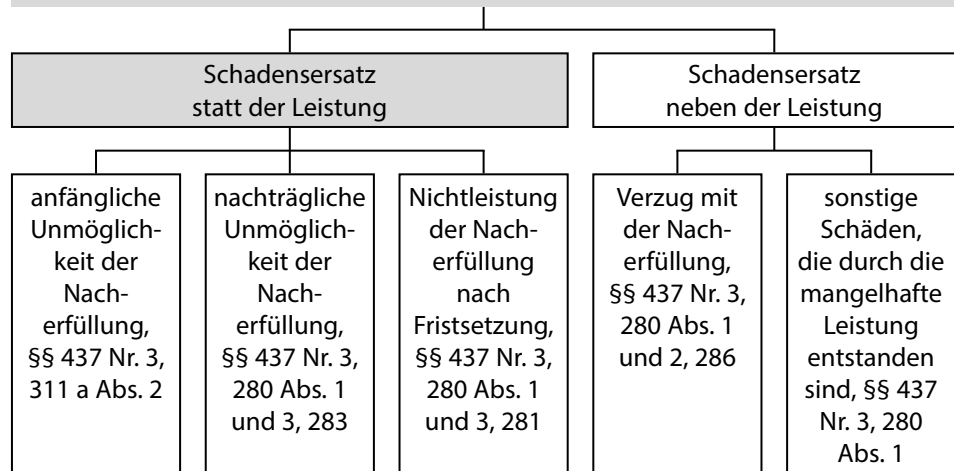 Schadensersatz
statt der Leistung
Schadensersatz
neben der Leistung
anfängliche
Unmöglich-
keit der
Nach-
erfüllung,
§§ 437 Nr. 3,
311 a Abs. 2
nachträgliche
Unmöglich-
keit der
Nach-
erfüllung,
§§ 437 Nr. 3,
280 Abs. 1
und 3, 283
Nichtleistung
der Nach-
erfüllung
nach
Fristsetzung,
§§ 437 Nr. 3,
280 Abs. 1
und 3, 281
Verzug mit
der Nach-
erfüllung,
§§ 437 Nr. 3,
280 Abs. 1
und 2, 286
sonstige
Schäden,
die durch die
mangelhafte
Leistung
entstanden
sind, §§ 437
Nr. 3, 280
Abs. 1